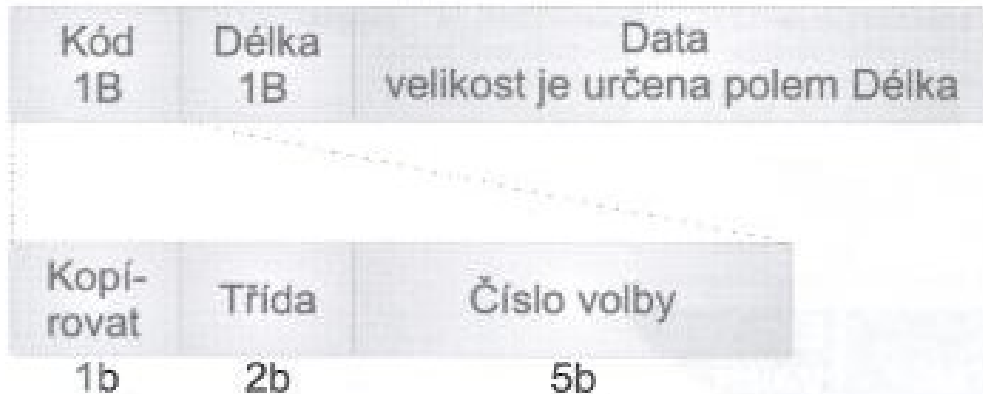 Kód
1B
Délka
1B
Data
velikost je určena polem Délka
Kopí-
rovat
Třída
Číslo volby
1b
2b
5b